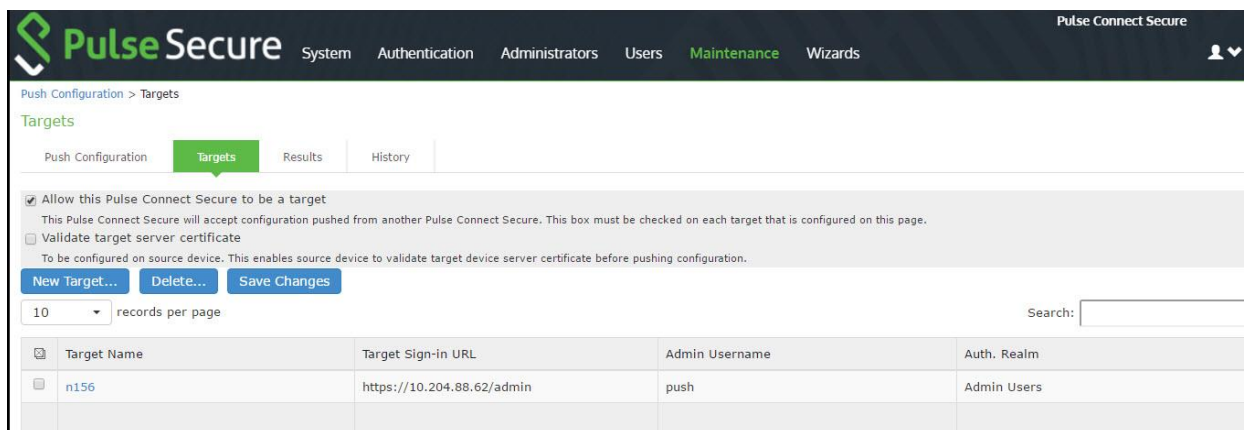 Pulse Connect Secure
Pulse Secure System Authentication Administrators Users Maintenance Wizards
Push Configuration > Targets
Targets
Push Configuration Targets Results History
Allow this Pulse Connect Secure to be a target
This Pulse Connect Secure will accept configuration pushed from another Pulse Connect Secure. This box must be checked on each target that is configured on this page.
Validate target server certificate
To be configured on source device. This enables source device to validate target device server certificate before pushing configuration.
New Target... Delete... Save Changes
10 records per page Search:
Target Name Target Sign-in URL Admin Username Auth. Realm
n156 https://10.204.88.62/admin push Admin Users